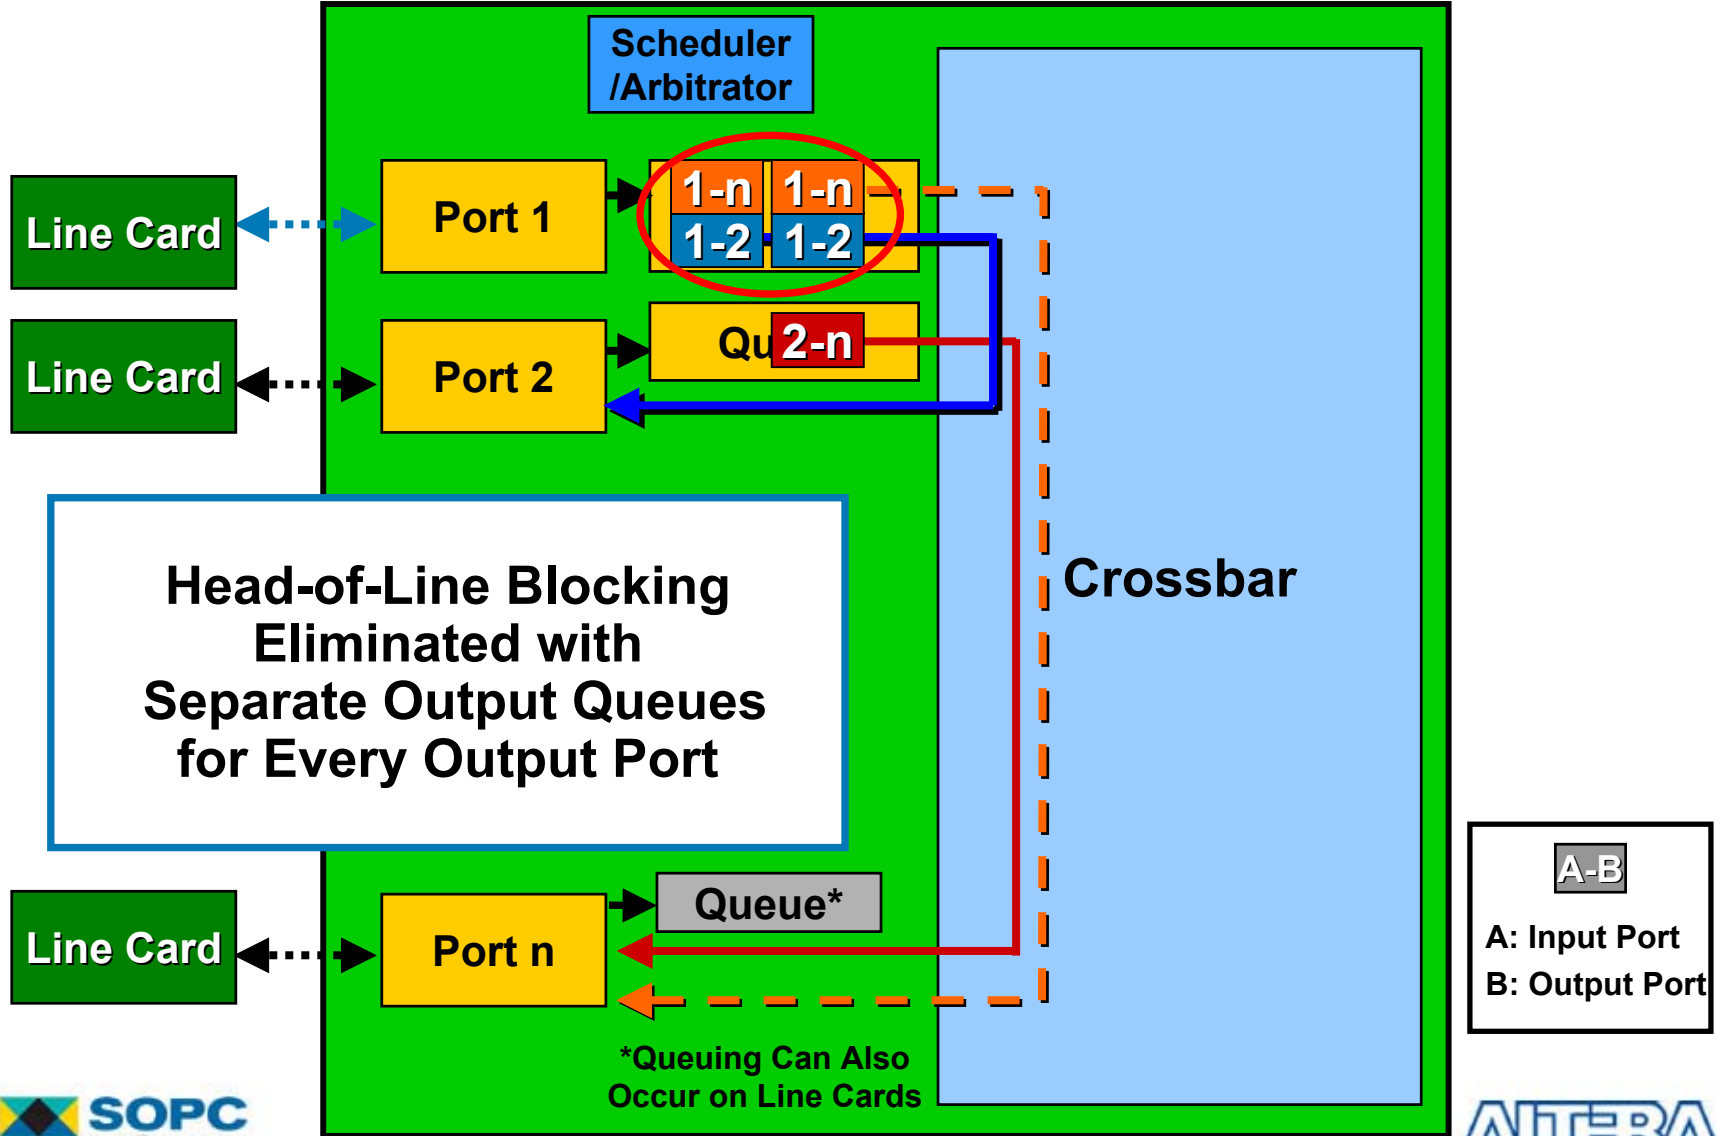 Scheduler
/Arbitrator
Line Card
Port 1
1-n 1-n
1-2 1-2
Line Card
Port 2
Qu
2-n
Head-of-Line Blocking
Eliminated with
Separate Output Queues
for Every Output Port
Crossbar
Line Card
Port n
Queue*
*Queuing Can Also
Occur on Line Cards
A-B
A: Input Port
B: Output Port
SOPC
ALTERA